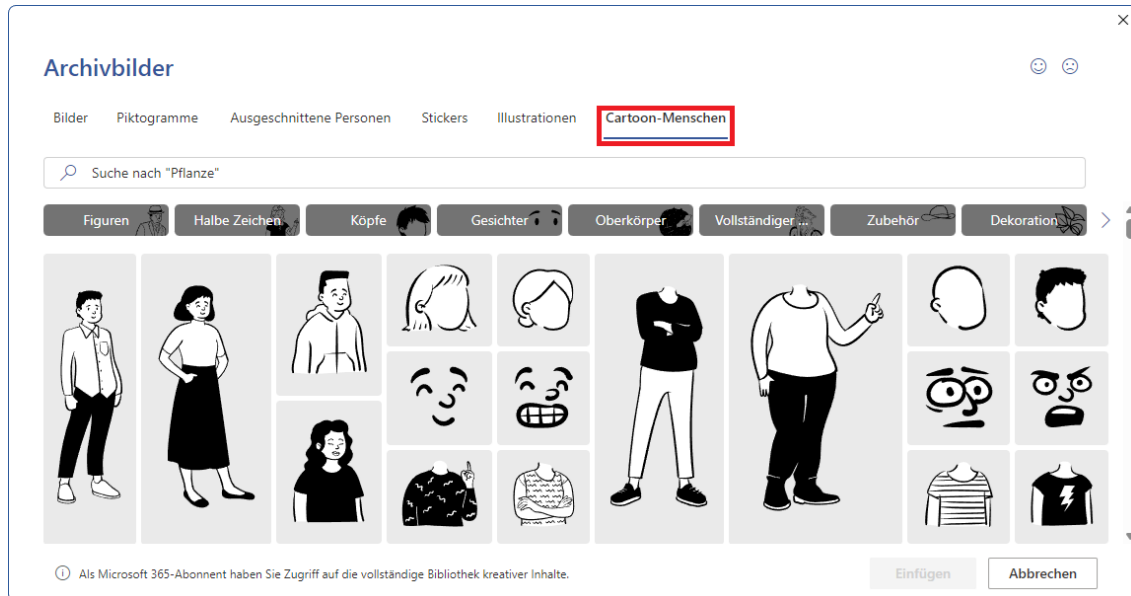 Archivbilder
Bilder Piktogramme Ausgeschnittene Personen Stickers Illustrationen Cartoon-Menschen
Suche nach "Pflanze"
Figuren Halbe Zeichen Köpfe Gesichter Oberkörper Vollständiger ... Zubehör Dekoration
Als Microsoft 365-Abonnent haben Sie Zugriff auf die vollständige Bibliothek kreativer Inhalte.
Einfügen Abbrechen